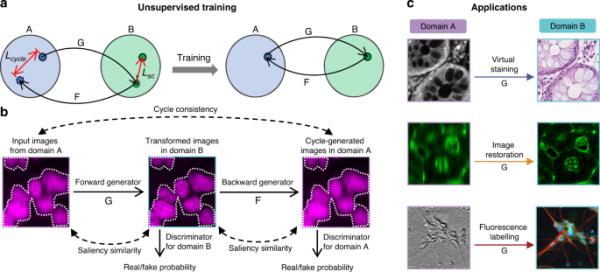 a
Unsupervised training
A
G
B
L cycle
L sc
F
Training
A
G
B
F
b
Cycle consistency
Input images
from domain A
Transformed images
in domain B
Cycle-generated
images in domain A
Forward generator
G
Backward generator
F
Saliency similarity
Discriminator
for domain B
Saliency similarity
Discriminator
for domain A
Real/fake probability
Real/fake probability
c
Applications
Domain A
Domain B
Virtual
staining
G
Image
restoration
G
Fluorescence
labelling
G